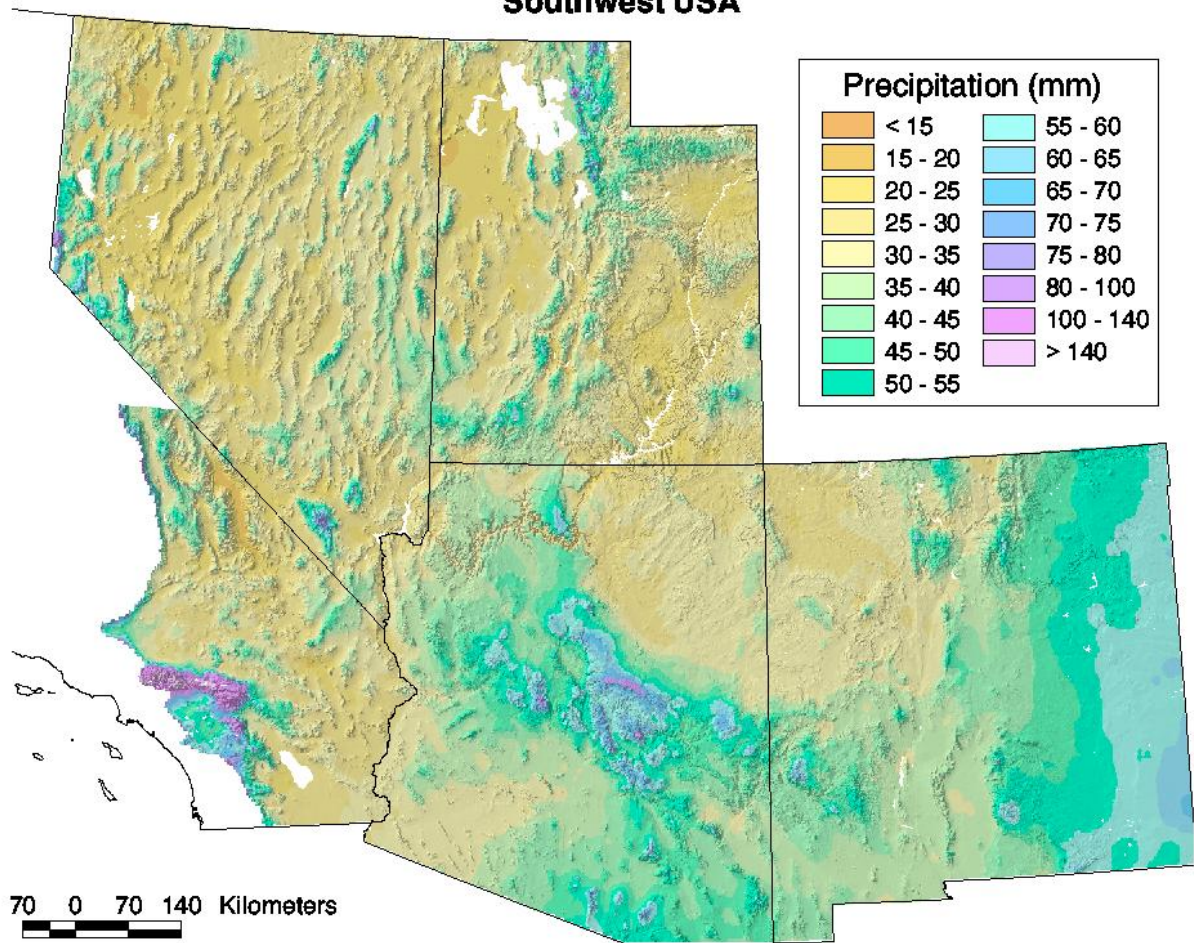 Southwest USA
Precipitation (mm)
< 15
15 - 20
20 - 25
25 - 30
30 - 35
35 - 40
40 - 45
45 - 50
50 - 55
55 - 60
60 - 65
65 - 70
70 - 75
75 - 80
80 - 100
100 - 140
> 140
70 0 70 140 Kilometers